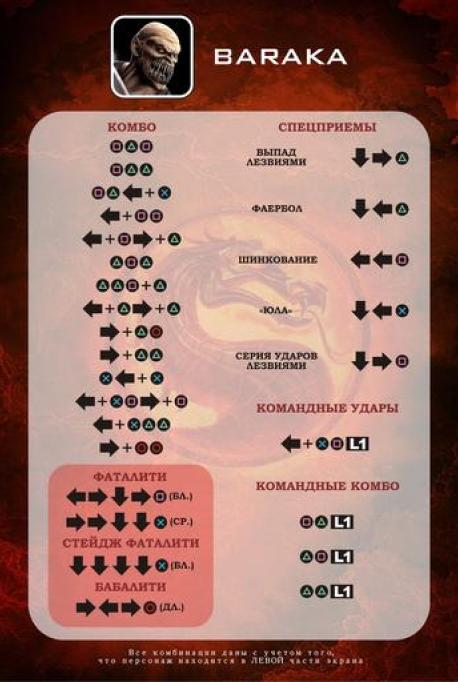 BARAKA
КОМБО
СПЕЦПРИЕМЫ
ВЫПАД
ЛЕЗВИЯМИ
ФАЕРБОЛ
ШИНКОВАНИЕ
«ЮЛА»
СЕРИЯ УДАРОВ
ЛЕЗВИЯМИ
КОМАНДНЫЕ УДАРЫ
L1
КОМАНДНЫЕ КОМБО
L1
L1
L1
ФАТАЛИТИ
(БЛ.)
(СР.)
СТЕЙДЖ ФАТАЛИТИ
(БЛ.)
БАБАЛИТИ
(ДЛ.)
Все комбинации даны с учетом того,
что персонаж находится в ЛЕВОЙ части экрана